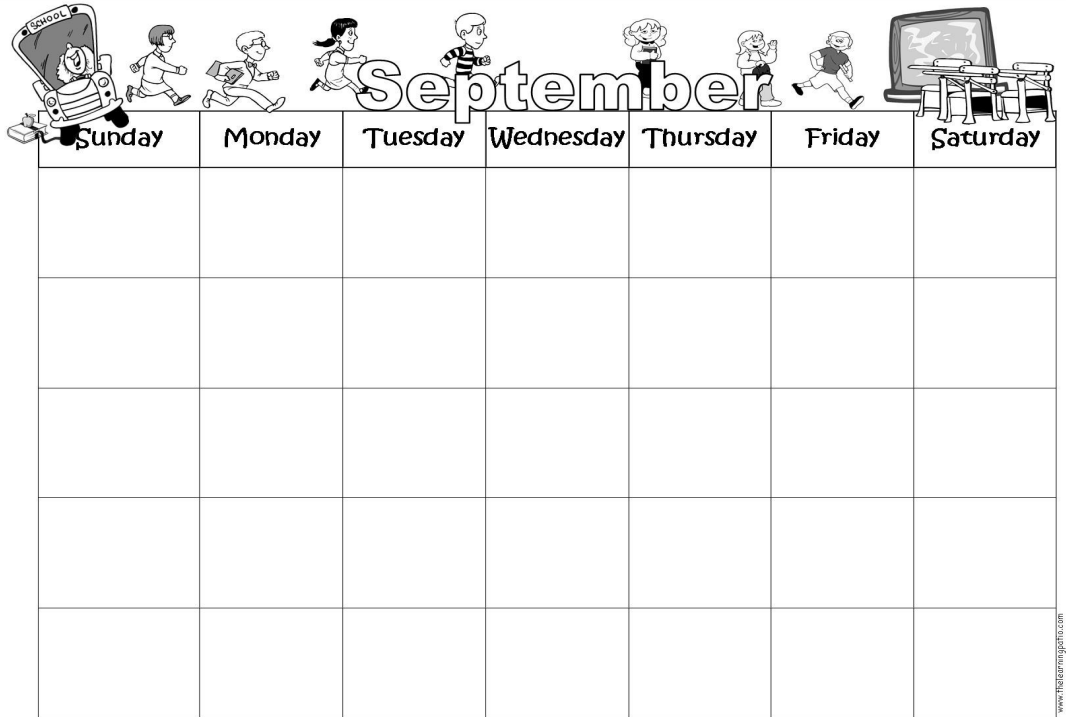 SCHOOL
September
Sunday Monday Tuesday Wednesday Thursday Friday Saturday
www.thelearningpatio.com